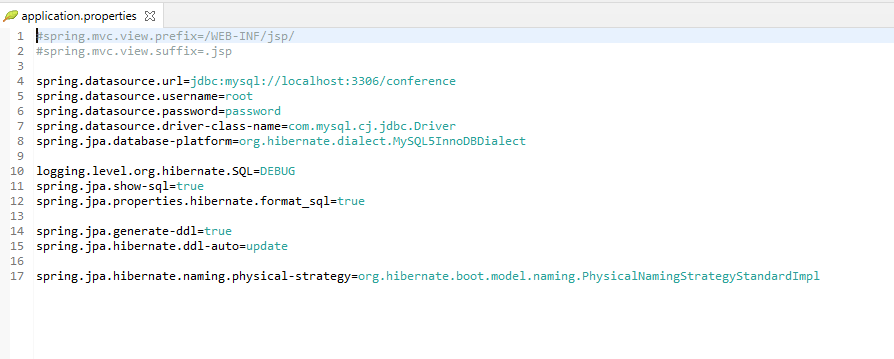 application.properties
1 #spring.mvc.view.prefix=/WEB-INF/jsp/
2 #spring.mvc.view.suffix=.jsp
3
4 spring.datasource.url=jdbc:mysql://localhost:3306/conference
5 spring.datasource.username=root
6 spring.datasource.password=password
7 spring.datasource.driver-class-name=com.mysql.cj.jdbc.Driver
8 spring.jpa.database-platform=org.hibernate.dialect.MySQL5InnoDBDialect
9
10 logging.level.org.hibernate.SQL=DEBUG
11 spring.jpa.show-sql=true
12 spring.jpa.properties.hibernate.format_sql=true
13
14 spring.jpa.generate-ddl=true
15 spring.jpa.hibernate.ddl-auto=update
16
17 spring.jpa.hibernate.naming.physical-strategy=org.hibernate.boot.model.naming.PhysicalNamingStrategyStandardImpl